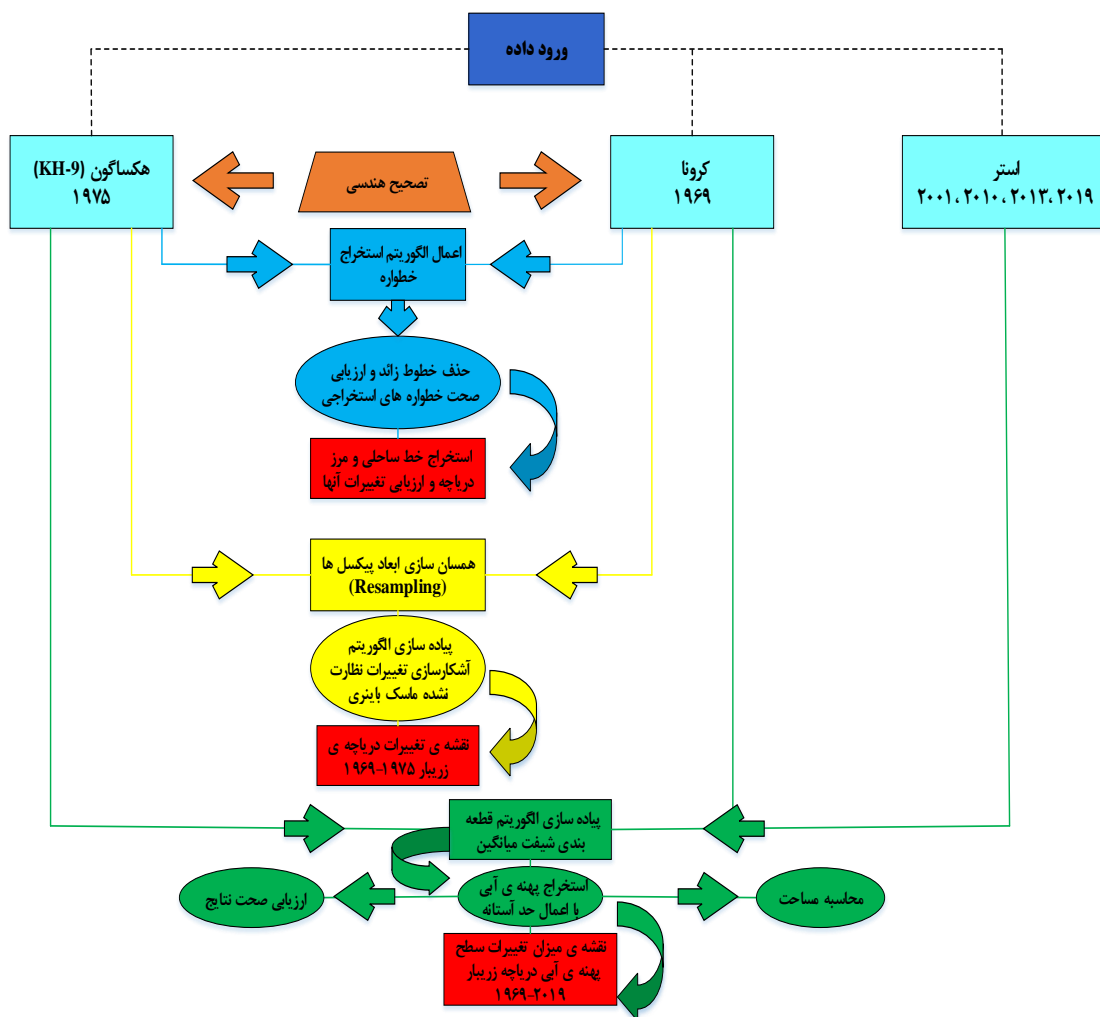 ورود داده
هکساگون (KH-9)
۱۹۷۵
تصحیح هندسی
کرونا
۱۹۶۹
استر
۲۰۰۱، ۲۰۱۰، ۲۰۱۳، ۲۰۱۹
اعمال الگوریتم استخراج
خطواره
حذف خطوط زائد و ارزیابی
صحت خطواره های استخراجی
استخراج خط ساحلی و مرز
دریاچه و ارزیابی تغییرات آنها
همسان سازی ابعاد پیکسل ها
(Resampling)
پیاده سازی الگوریتم
آشکارسازی تغییرات نظارت
نشده ماسک باینری
نقشه ی تغییرات دریاچه ی
زریبار ۱۹۷۵-۱۹۶۹
پیاده سازی الگوریتم قطعه
بندی شیفت میانگین
استخراج پهنه ی آبی
با اعمال حد آستانه
ارزیابی صحت نتایج
محاسبه مساحت
نقشه ی میزان تغییرات سطح
پهنه ی آبی دریاچه زریبار
۱۹۶۹-۲۰۱۹